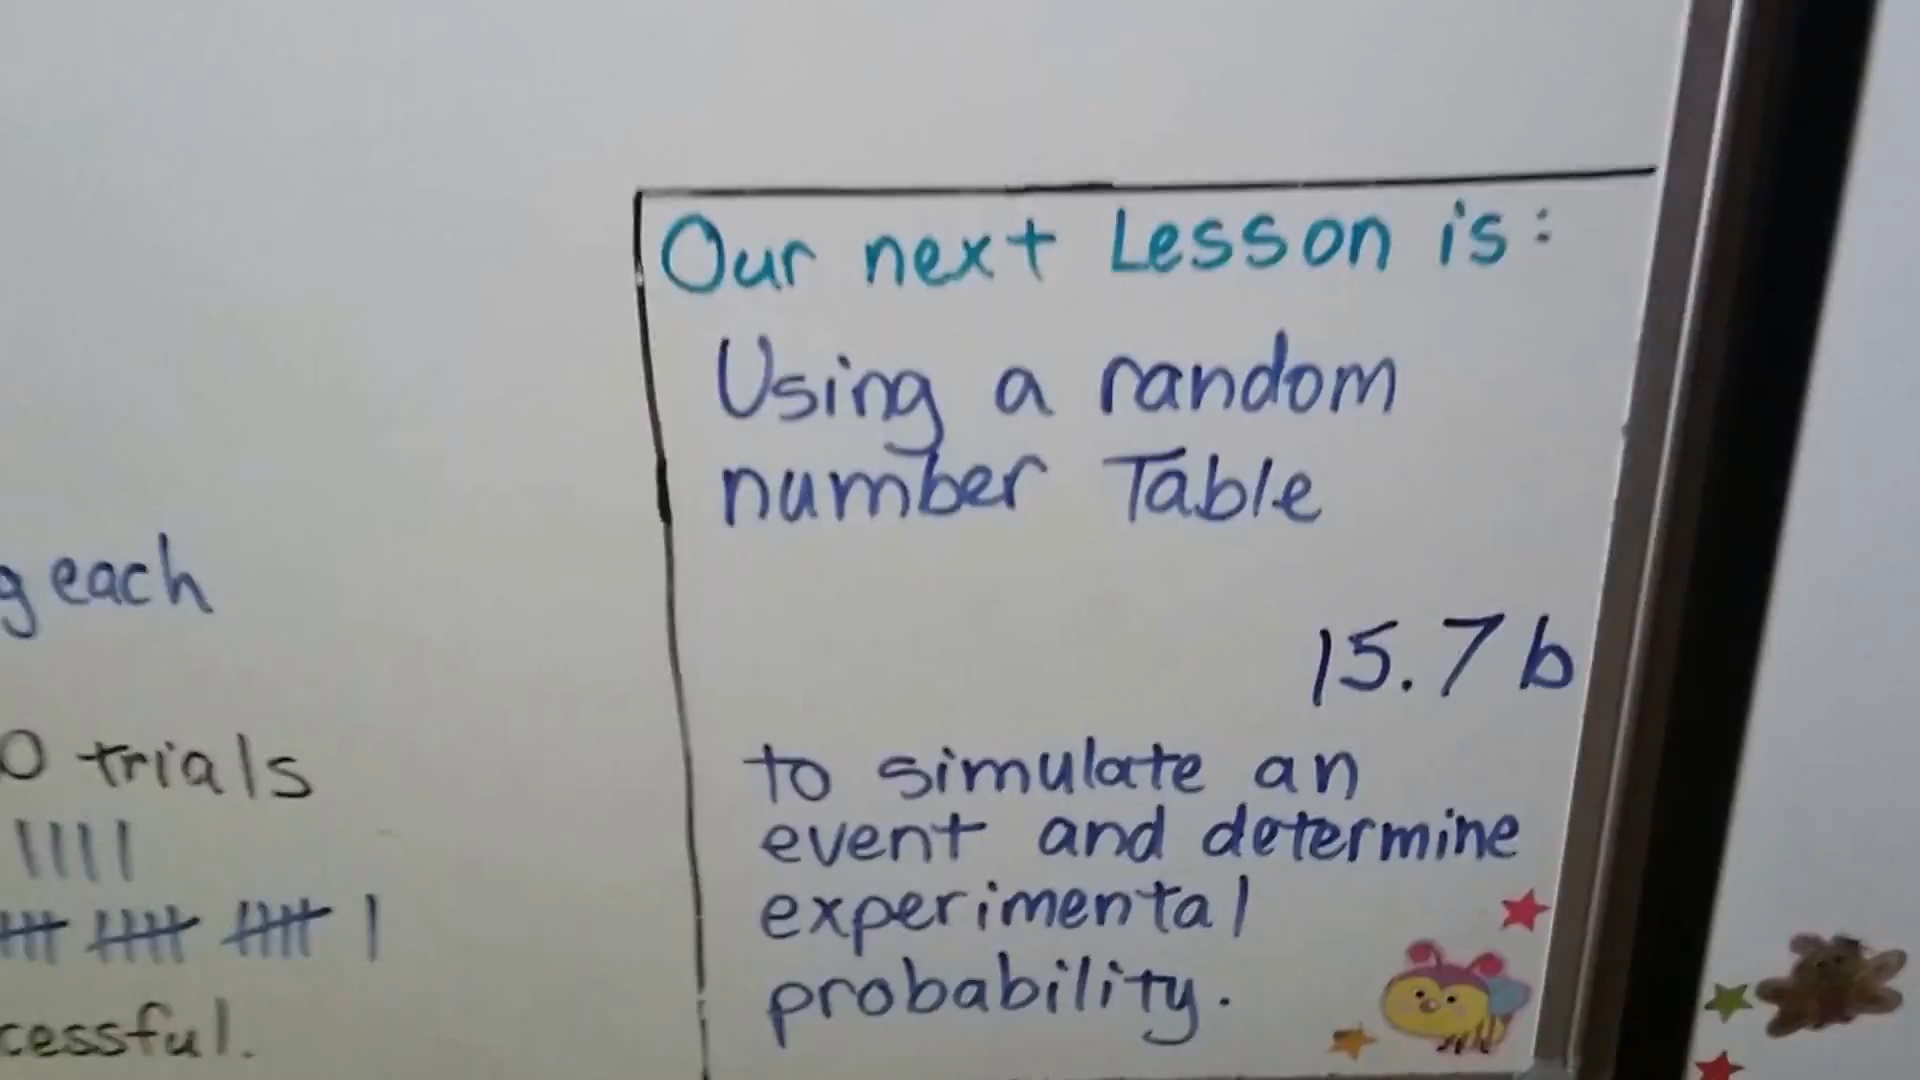 Our next Lesson is:
Using a random
number Table
15.7b
to simulate an
event and determine
experimental
probability.
each
trials